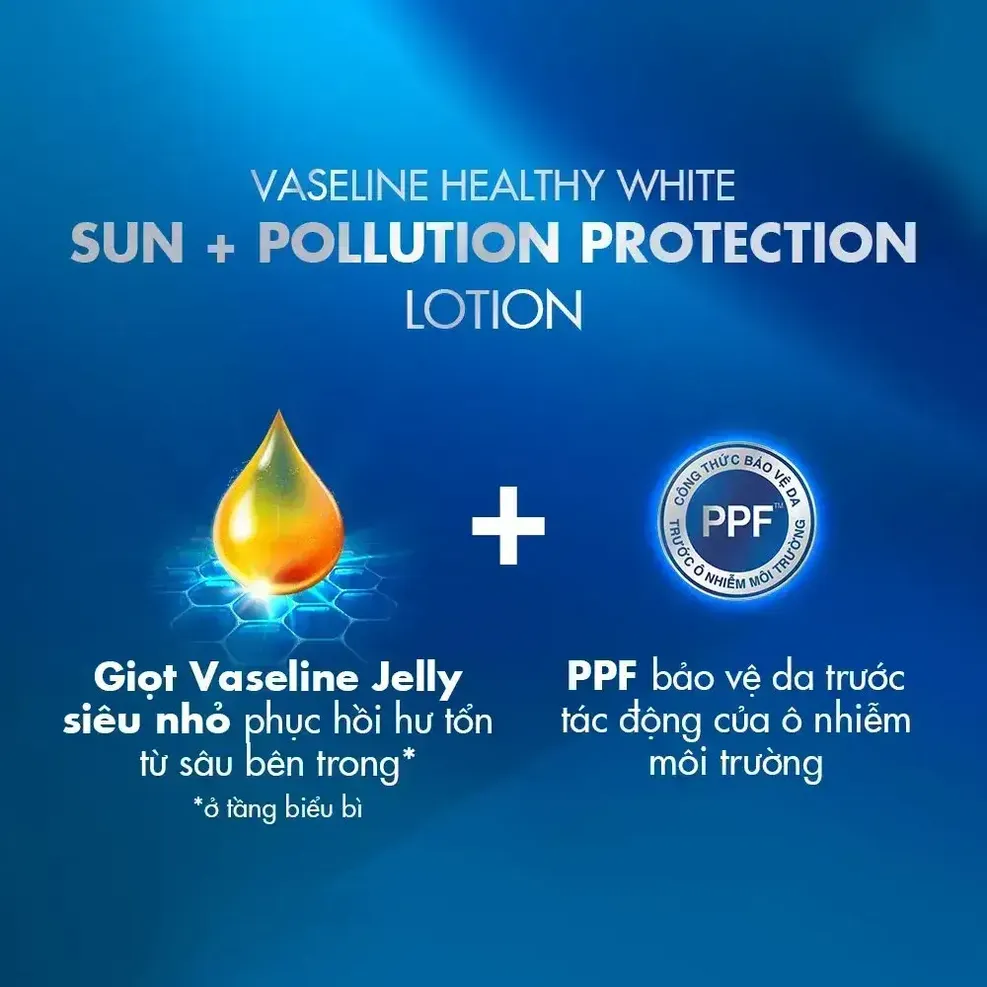 VASELINE HEALTHY WHITE
SUN + POLLUTION PROTECTION
LOTION
CÔNG THỨC BẢO VỆ DA
PPF™
TRƯỚC Ô NHIỄM MÔI TRƯỜNG
Giọt Vaseline Jelly
siêu nhỏ phục hồi hư tổn
từ sâu bên trong*
*ở tầng biểu bì
PPF bảo vệ da trước
tác động của ô nhiễm
môi trường